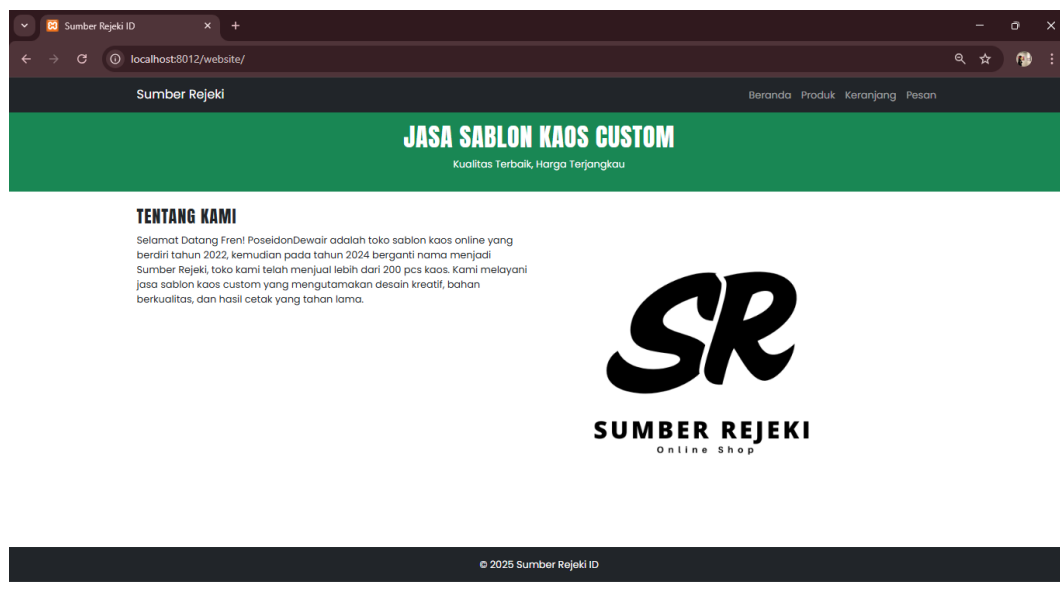 Sumber Rejeki ID
localhost:8012/website/
Sumber Rejeki
Beranda Produk Keranjang Pesan
JASA SABLON KAOS CUSTOM
Kualitas Terbaik, Harga Terjangkau
TENTANG KAMI
Selamat Datang Fren! PoseidonDewair adalah toko sablon kaos online yang
berdiri tahun 2022, kemudian pada tahun 2024 berganti nama menjadi
Sumber Rejeki, toko kami telah menjual lebih dari 200 pcs kaos. Kami melayani
jasa sablon kaos custom yang mengutamakan desain kreatif, bahan
berkualitas, dan hasil cetak yang tahan lama.
SR
SUMBER REJEKI
Online Shop
© 2025 Sumber Rejeki ID